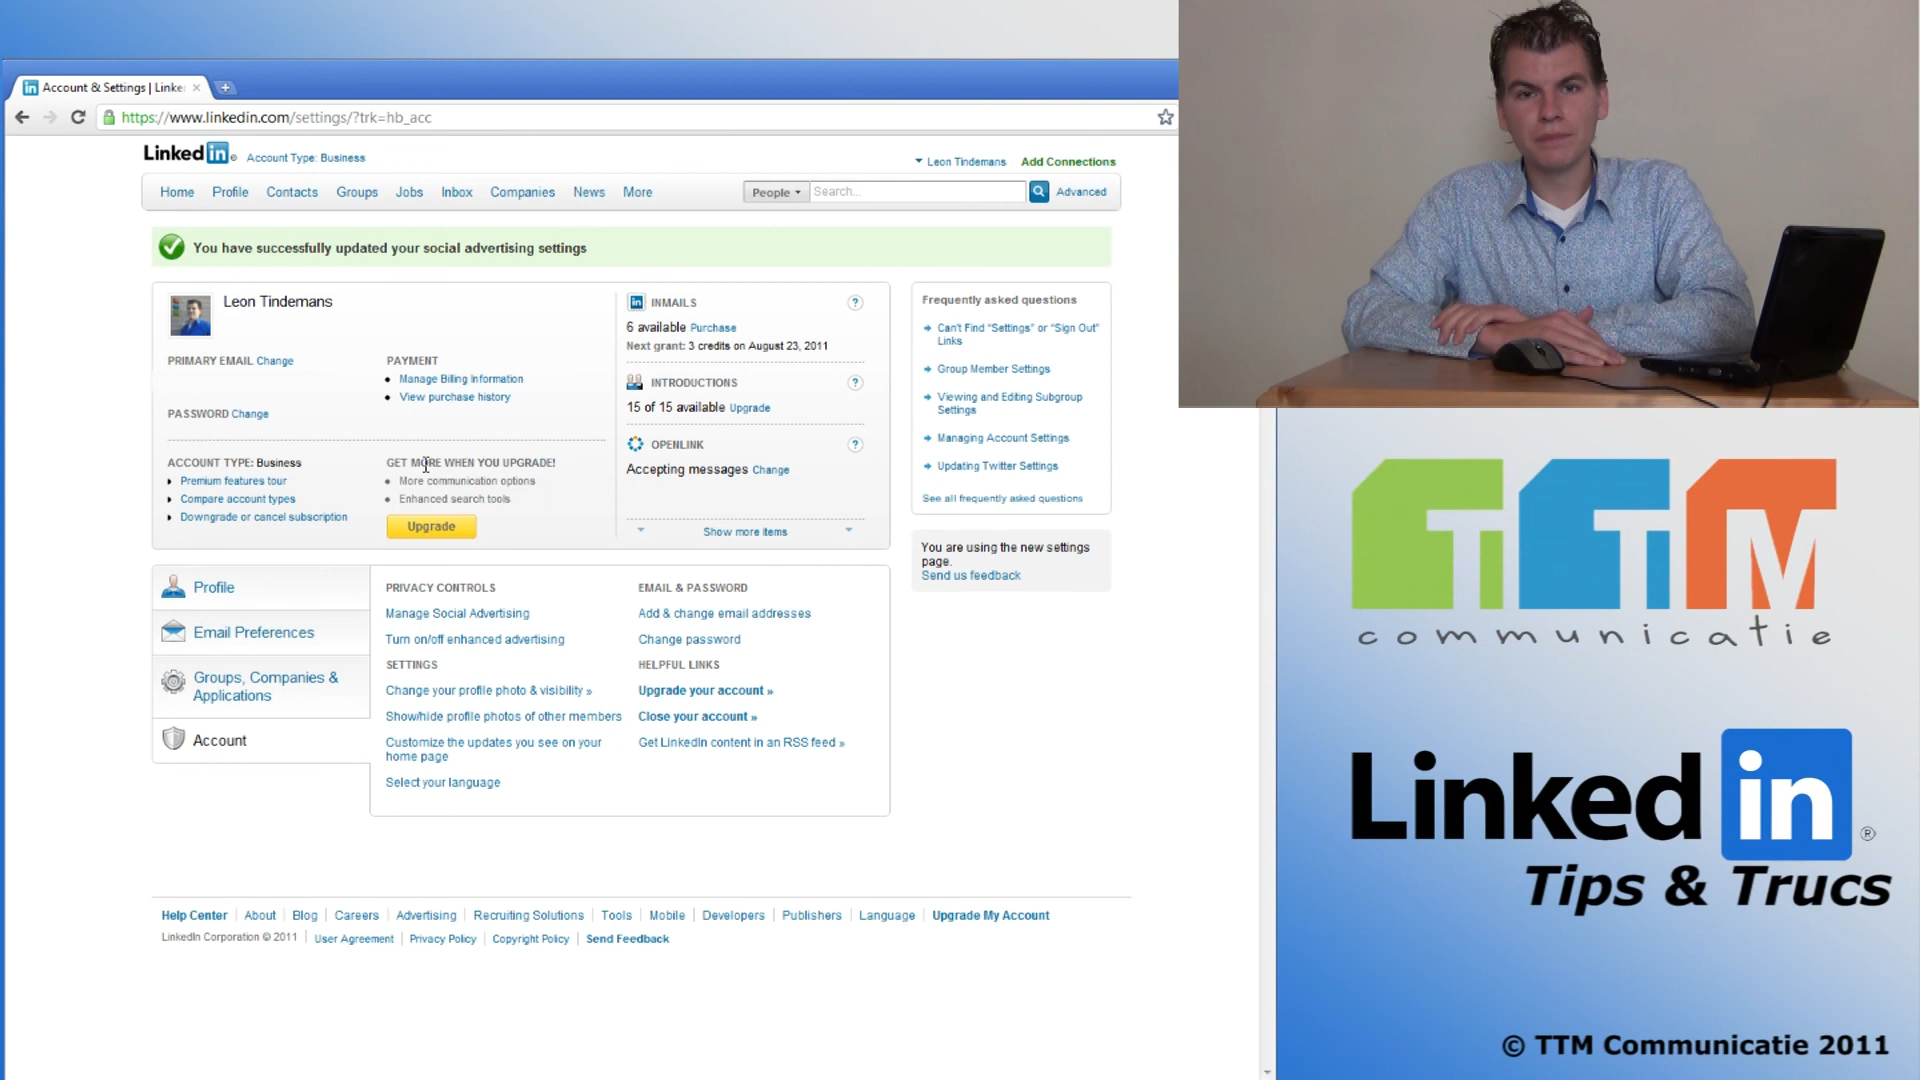 Account & Settings | Linke
https://www.linkedin.com/settings/?trk=hb_acc
Linked in ® Account Type: Business
Leon Tindemans Add Connections
Home Profile Contacts Groups Jobs Inbox Companies News More
People Search... Advanced
You have successfully updated your social advertising settings
Leon Tindemans
PRIMARY EMAIL Change
PASSWORD Change
PAYMENT
Manage Billing Information
View purchase history
ACCOUNT TYPE: Business
Premium features tour
Compare account types
Downgrade or cancel subscription
GET MORE WHEN YOU UPGRADE!
More communication options
Enhanced search tools
Upgrade
in INMAILS ?
6 available Purchase
Next grant: 3 credits on August 23, 2011
INTRODUCTIONS ?
15 of 15 available Upgrade
OPENLINK ?
Accepting messages Change
Show more items
Frequently asked questions
Can't Find "Settings" or "Sign Out"
Links
Group Member Settings
Viewing and Editing Subgroup
Settings
Managing Account Settings
Updating Twitter Settings
See all frequently asked questions
You are using the new settings
page.
Send us feedback
Profile
Email Preferences
Groups, Companies &
Applications
Account
PRIVACY CONTROLS
Manage Social Advertising
Turn on/off enhanced advertising
SETTINGS
Change your profile photo & visibility »
Show/hide profile photos of other members
Customize the updates you see on your
home page
Select your language
EMAIL & PASSWORD
Add & change email addresses
Change password
HELPFUL LINKS
Upgrade your account »
Close your account »
Get LinkedIn content in an RSS feed »
Help Center About Blog Careers Advertising Recruiting Solutions Tools Mobile Developers Publishers Language Upgrade My Account
LinkedIn Corporation © 2011 User Agreement Privacy Policy Copyright Policy Send Feedback
TTM
communicatie
Linked in ®
Tips & Trucs
© TTM Communicatie 2011